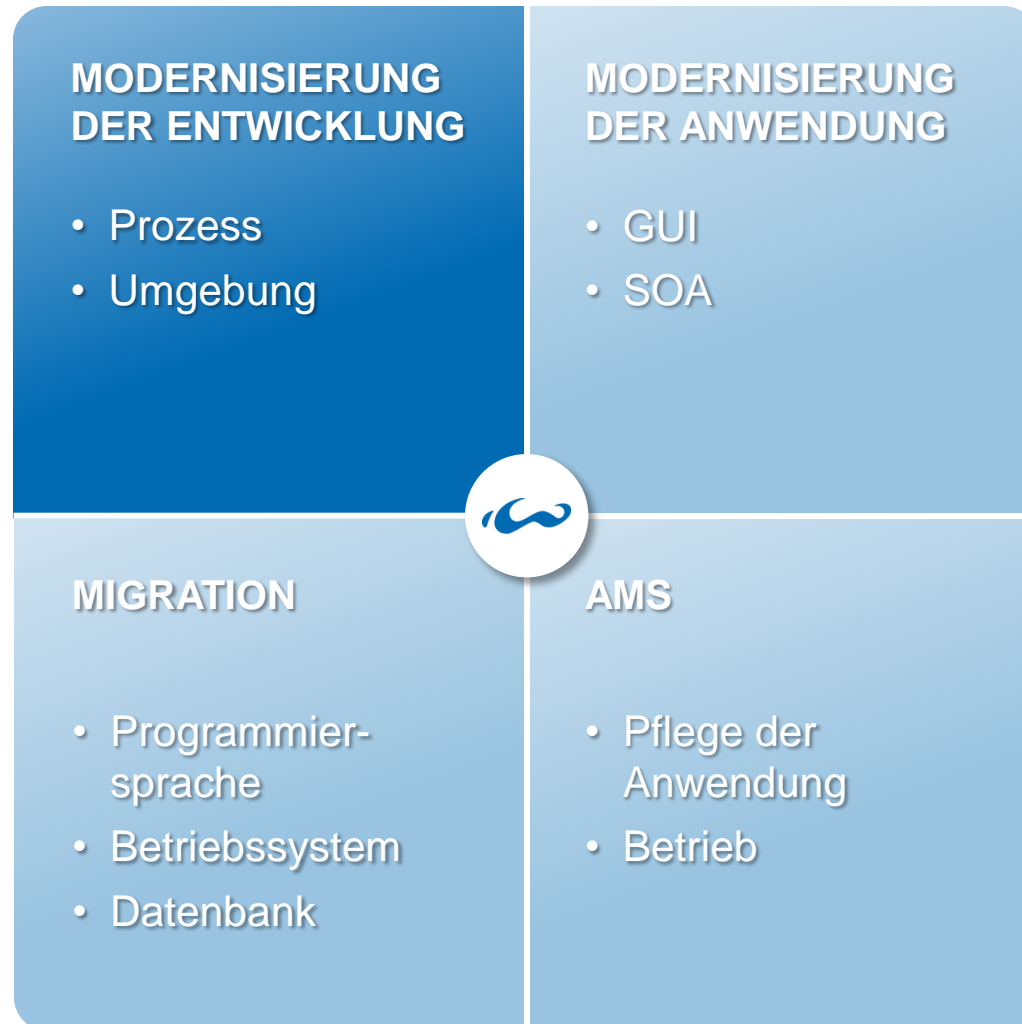 MODERNISIERUNG
DER ENTWICKLUNG
• Prozess
• Umgebung
MODERNISIERUNG
DER ANWENDUNG
• GUI
• SOA
MIGRATION
• Programmier-
sprache
• Betriebssystem
• Datenbank
AMS
• Pflege der
Anwendung
• Betrieb